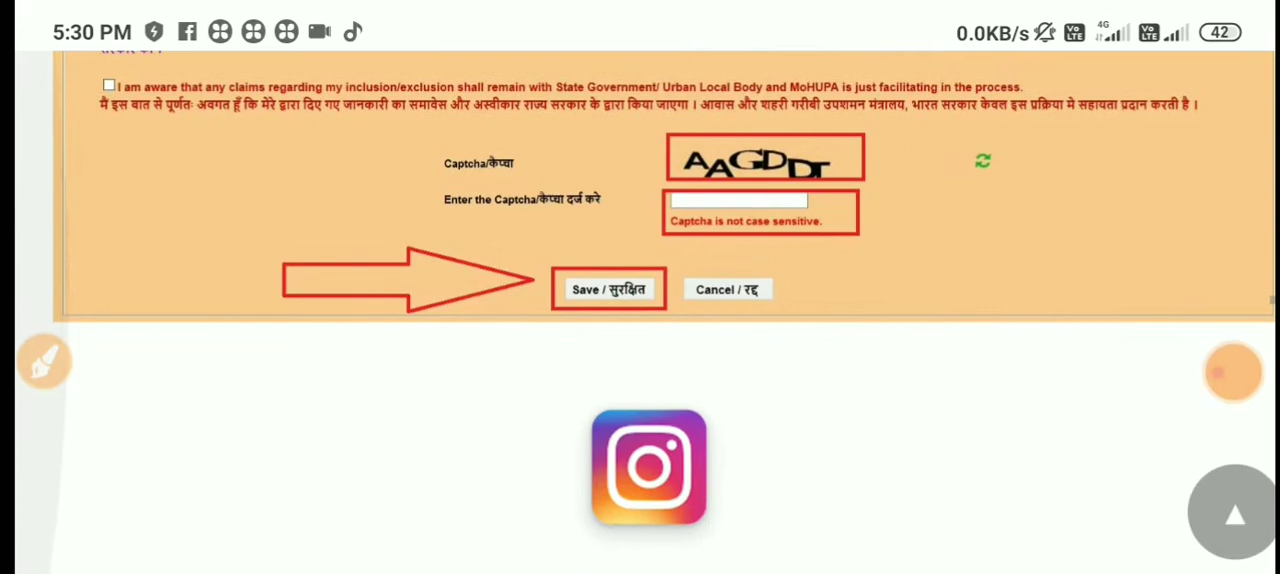 5:30 PM
0.0KB/s 4G 42
I am aware that any claims regarding my inclusion/exclusion shall remain with State Government/ Urban Local Body and MoHUPA is just facilitating in the process.
मैं इस बात से पूर्णतः अवगत हूँ कि मेरे द्वारा दिए गए जानकारी का समावेस और अस्वीकार राज्य सरकार के द्वारा किया जाएगा । आवास और शहरी गरीबी उपशमन मंत्रालय, भारत सरकार केवल इस प्रक्रिया मे सहायता प्रदान करती है ।
Captcha/कैप्चा AAGDDT
Enter the Captcha/कैप्चा दर्ज करे
Captcha is not case sensitive.
Save / सुरक्षित Cancel / रद्द